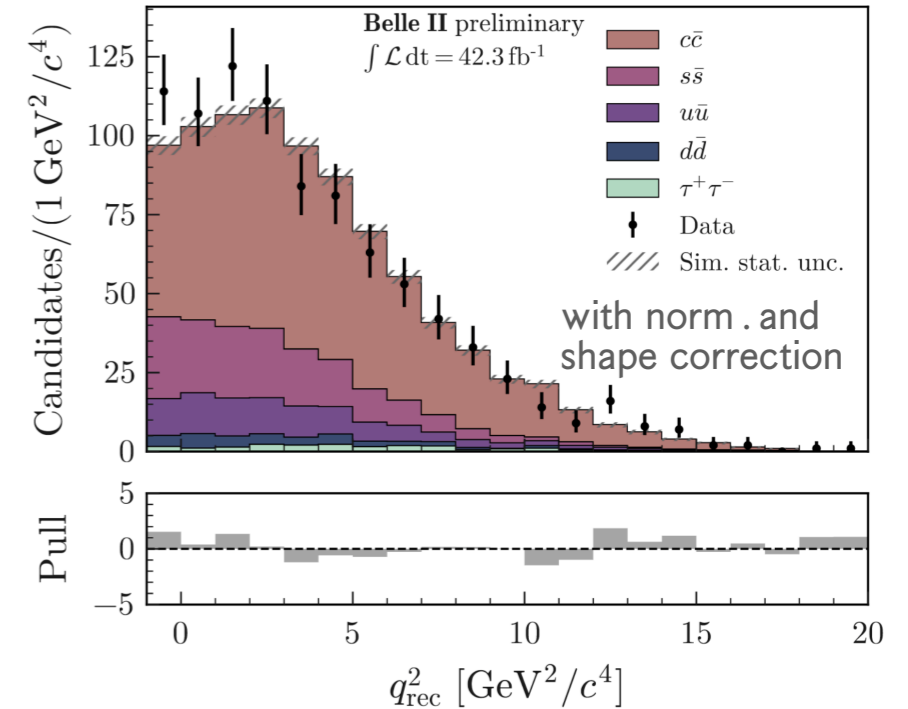 Belle II preliminary
∫ ℒ dt = 42.3 fb⁻¹
cc̄
ss̄
uū
dd̄
τ⁺τ⁻
Data
Sim. stat. unc.
with norm . and
shape correction
Candidates/(1 GeV²/c⁴)
125
100
75
50
25
0
Pull
5
0
−5
0 5 10 15 20
q²rec [GeV²/c⁴]